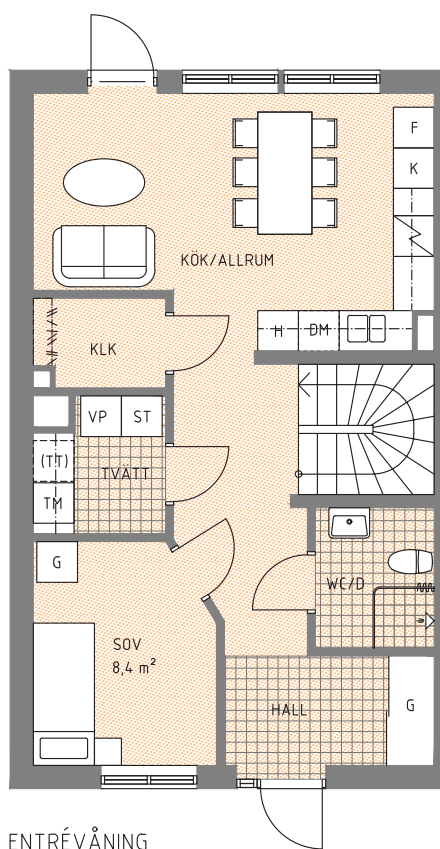 F
K
KÖK/ALLRUM
H DM
KLK
VP ST
(TT)
TVÄTT
TM
G
WC/D
SOV
8,4 m²
HALL
G
ENTRÉVÅNING